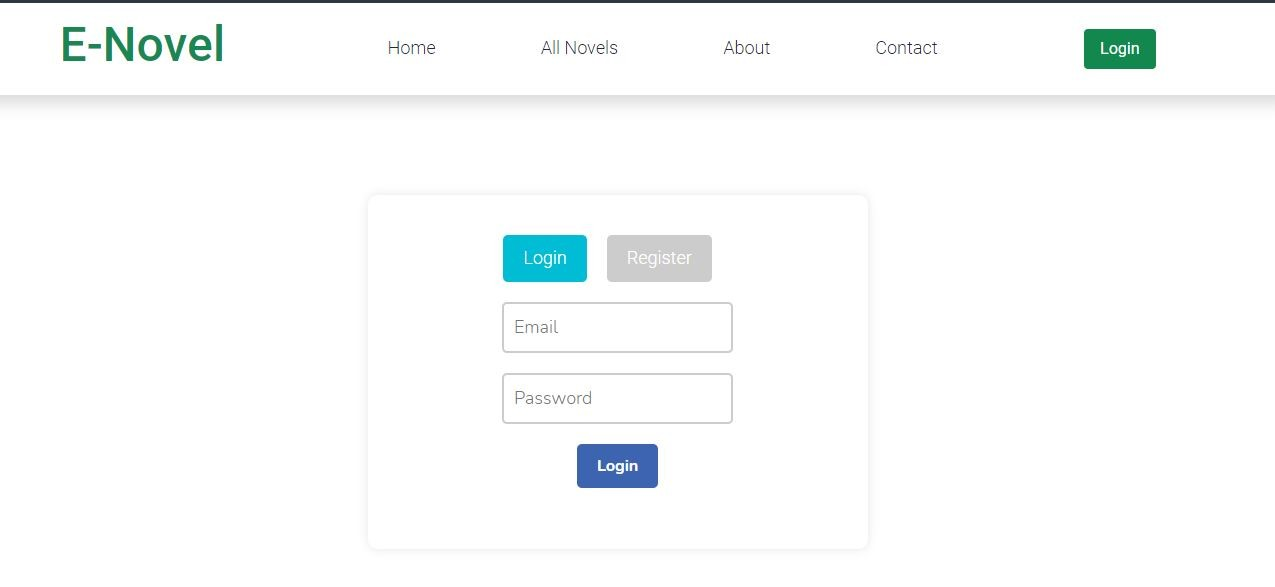 E-Novel Home All Novels About Contact Login
Login Register
Email
Password
Login